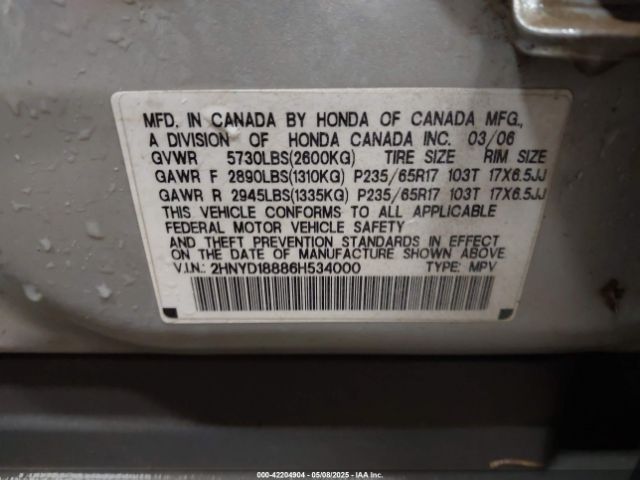 MFD. IN CANADA BY HONDA OF CANADA MFG.,
A DIVISION OF HONDA CANADA INC. 03/06
GVWR 5730LBS(2600KG) TIRE SIZE RIM SIZE
GAWR F 2890LBS(1310KG) P235/65R17 103T 17X6.5JJ
GAWR R 2945LBS(1335KG) P235/65R17 103T 17X6.5JJ
THIS VEHICLE CONFORMS TO ALL APPLICABLE
FEDERAL MOTOR VEHICLE SAFETY
AND THEFT PREVENTION STANDARDS IN EFFECT
ON THE DATE OF MANUFACTURE SHOWN ABOVE
V.I.N.: 2HNYD18886H534000 TYPE: MPV
000-42204904 - 05/08/2025 - IAA Inc.